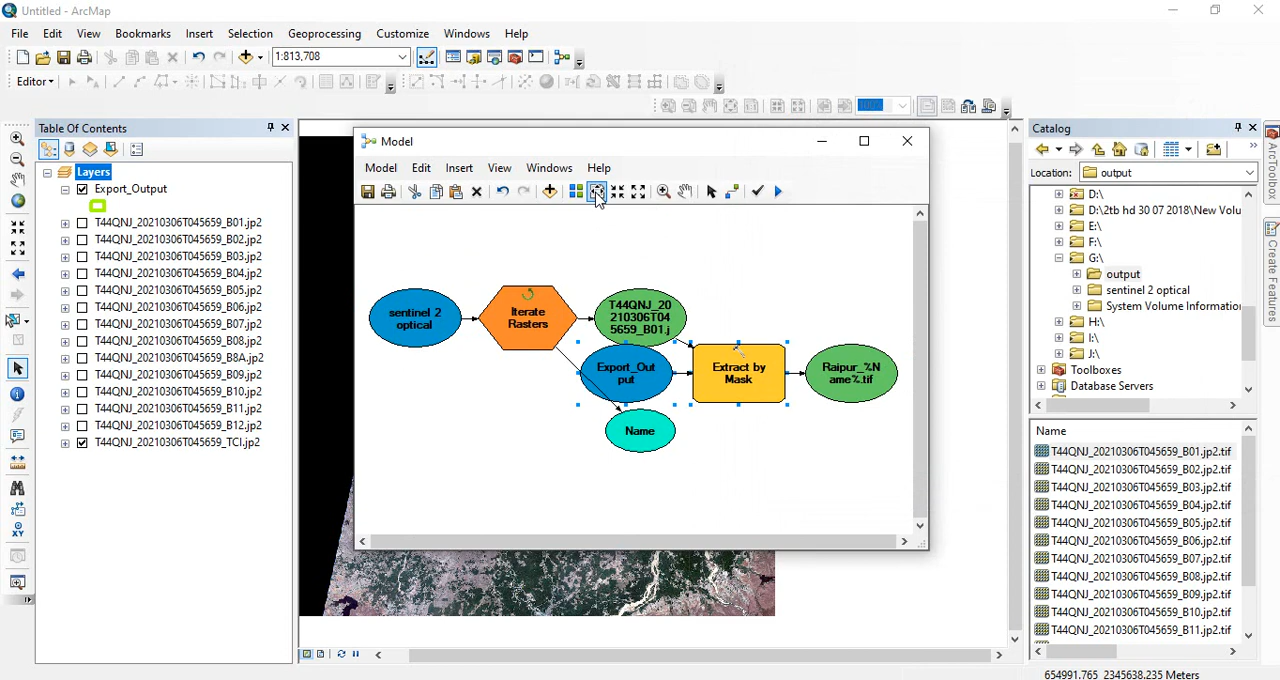 Untitled - ArcMap
File Edit View Bookmarks Insert Selection Geoprocessing Customize Windows Help
1:813,708
Editor
100%
Table Of Contents
Layers
Export_Output
T44QNJ_20210306T045659_B01.jp2
T44QNJ_20210306T045659_B02.jp2
T44QNJ_20210306T045659_B03.jp2
T44QNJ_20210306T045659_B04.jp2
T44QNJ_20210306T045659_B05.jp2
T44QNJ_20210306T045659_B06.jp2
T44QNJ_20210306T045659_B07.jp2
T44QNJ_20210306T045659_B08.jp2
T44QNJ_20210306T045659_B8A.jp2
T44QNJ_20210306T045659_B09.jp2
T44QNJ_20210306T045659_B10.jp2
T44QNJ_20210306T045659_B11.jp2
T44QNJ_20210306T045659_B12.jp2
T44QNJ_20210306T045659_TCI.jp2
Model
Model Edit Insert View Windows Help
sentinel 2
optical
Iterate
Rasters
T44QNJ_20
210306T04
5659_B01.j
Export_Out
put
Extract by
Mask
Raipur_%N
ame%.tif
Name
Catalog
Location: output
D:\
D:\2tb hd 30 07 2018\New Volu
E:\
F:\
G:\
output
sentinel 2 optical
System Volume Information
H:\
I:\
J:\
Toolboxes
Database Servers
Name
T44QNJ_20210306T045659_B01.jp2.tif
T44QNJ_20210306T045659_B02.jp2.tif
T44QNJ_20210306T045659_B03.jp2.tif
T44QNJ_20210306T045659_B04.jp2.tif
T44QNJ_20210306T045659_B05.jp2.tif
T44QNJ_20210306T045659_B06.jp2.tif
T44QNJ_20210306T045659_B07.jp2.tif
T44QNJ_20210306T045659_B08.jp2.tif
T44QNJ_20210306T045659_B09.jp2.tif
T44QNJ_20210306T045659_B10.jp2.tif
T44QNJ_20210306T045659_B11.jp2.tif
ArcToolbox
Create Features
654991.765 2345638.235 Meters